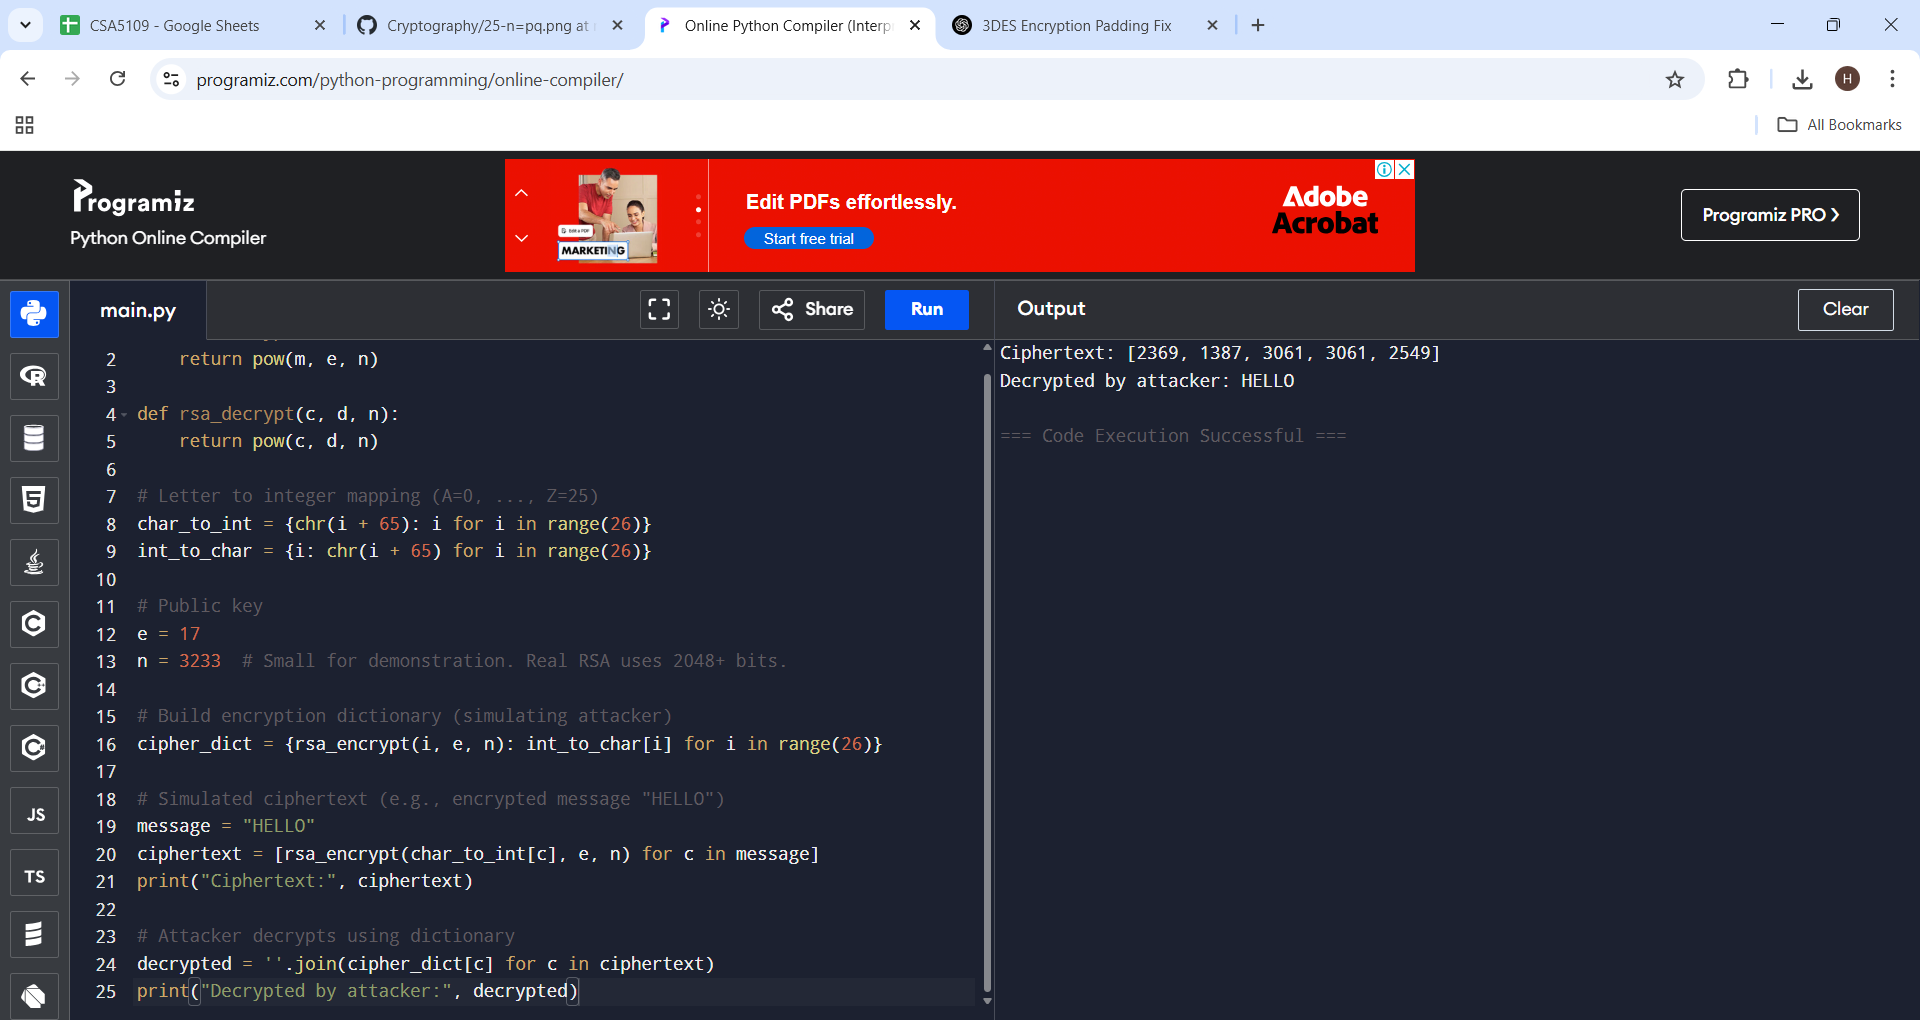 CSA5109 - Google Sheets
Cryptography/25-n=pq.png at
Online Python Compiler (Interp
3DES Encryption Padding Fix
programiz.com/python-programming/online-compiler/
H
All Bookmarks
Programiz
Python Online Compiler
Edit a PDF
MARKETING
Edit PDFs effortlessly.
Start free trial
Adobe
Acrobat
Programiz PRO
main.py
Share
Run
Output
Clear
2 return pow(m, e, n)
3
4 def rsa_decrypt(c, d, n):
5 return pow(c, d, n)
6
7 # Letter to integer mapping (A=0, ..., Z=25)
8 char_to_int = {chr(i + 65): i for i in range(26)}
9 int_to_char = {i: chr(i + 65) for i in range(26)}
10
11 # Public key
12 e = 17
13 n = 3233  # Small for demonstration. Real RSA uses 2048+ bits.
14
15 # Build encryption dictionary (simulating attacker)
16 cipher_dict = {rsa_encrypt(i, e, n): int_to_char[i] for i in range(26)}
17
18 # Simulated ciphertext (e.g., encrypted message "HELLO")
19 message = "HELLO"
20 ciphertext = [rsa_encrypt(char_to_int[c], e, n) for c in message]
21 print("Ciphertext:", ciphertext)
22
23 # Attacker decrypts using dictionary
24 decrypted = ''.join(cipher_dict[c] for c in ciphertext)
25 print("Decrypted by attacker:", decrypted)
JS
TS
Ciphertext: [2369, 1387, 3061, 3061, 2549]
Decrypted by attacker: HELLO
=== Code Execution Successful ===